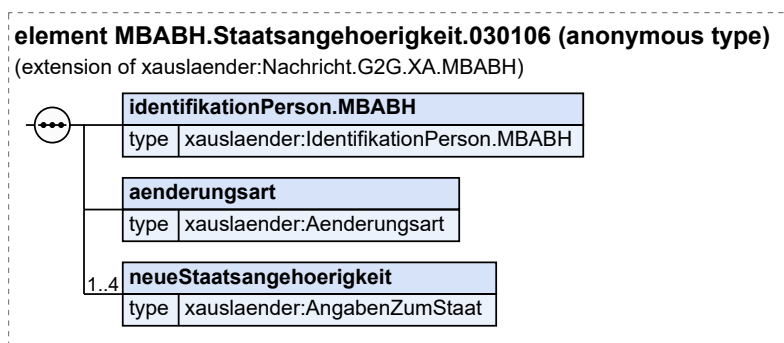 element MBABH.Staatsangehoerigkeit.030106 (anonymous type)
(extension of xauslaender:Nachricht.G2G.XA.MBABH)
identifikationPerson.MBABH
type xauslaender:IdentifikationPerson.MBABH
aenderungsart
type xauslaender:Aenderungsart
1..4 neueStaatsangehoerigkeit
type xauslaender:AngabenZumStaat